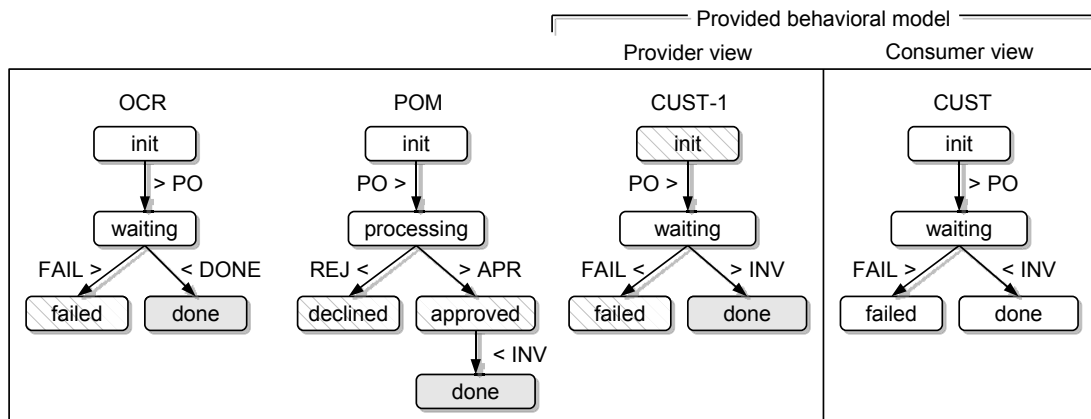 Provided behavioral model
Provider view Consumer view
OCR POM CUST-1 CUST
init init init init
> PO PO > PO > > PO
waiting processing waiting waiting
FAIL > < DONE REJ < > APR FAIL < > INV FAIL > < INV
failed done declined approved failed done failed done
< INV
done